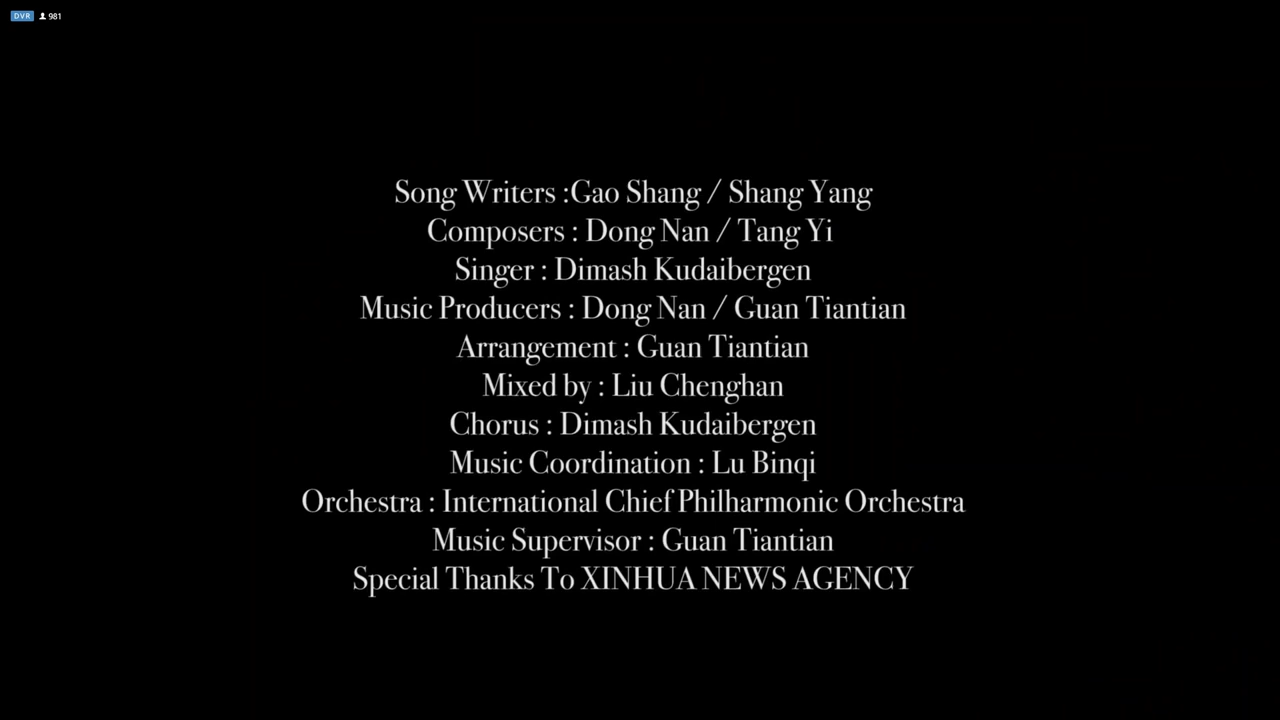 DVR 981
Song Writers :Gao Shang / Shang Yang
Composers : Dong Nan / Tang Yi
Singer : Dimash Kudaibergen
Music Producers : Dong Nan / Guan Tiantian
Arrangement : Guan Tiantian
Mixed by : Liu Chenghan
Chorus : Dimash Kudaibergen
Music Coordination : Lu Binqi
Orchestra : International Chief Philharmonic Orchestra
Music Supervisor : Guan Tiantian
Special Thanks To XINHUA NEWS AGENCY